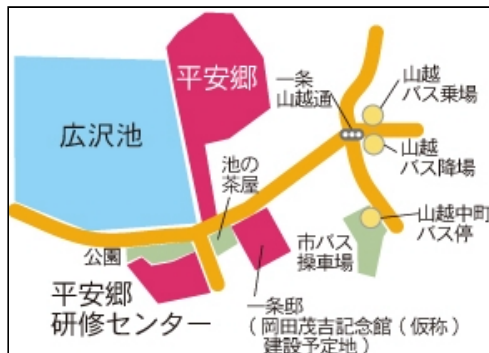 平安郷
広沢池
一条
山越通
山越
バス乗場
山越
バス降場
池の
茶屋
山越中町
バス停
市バス
操車場
公園
平安郷
研修センター
一条邸
(岡田茂吉記念館(仮称)
建設予定地)